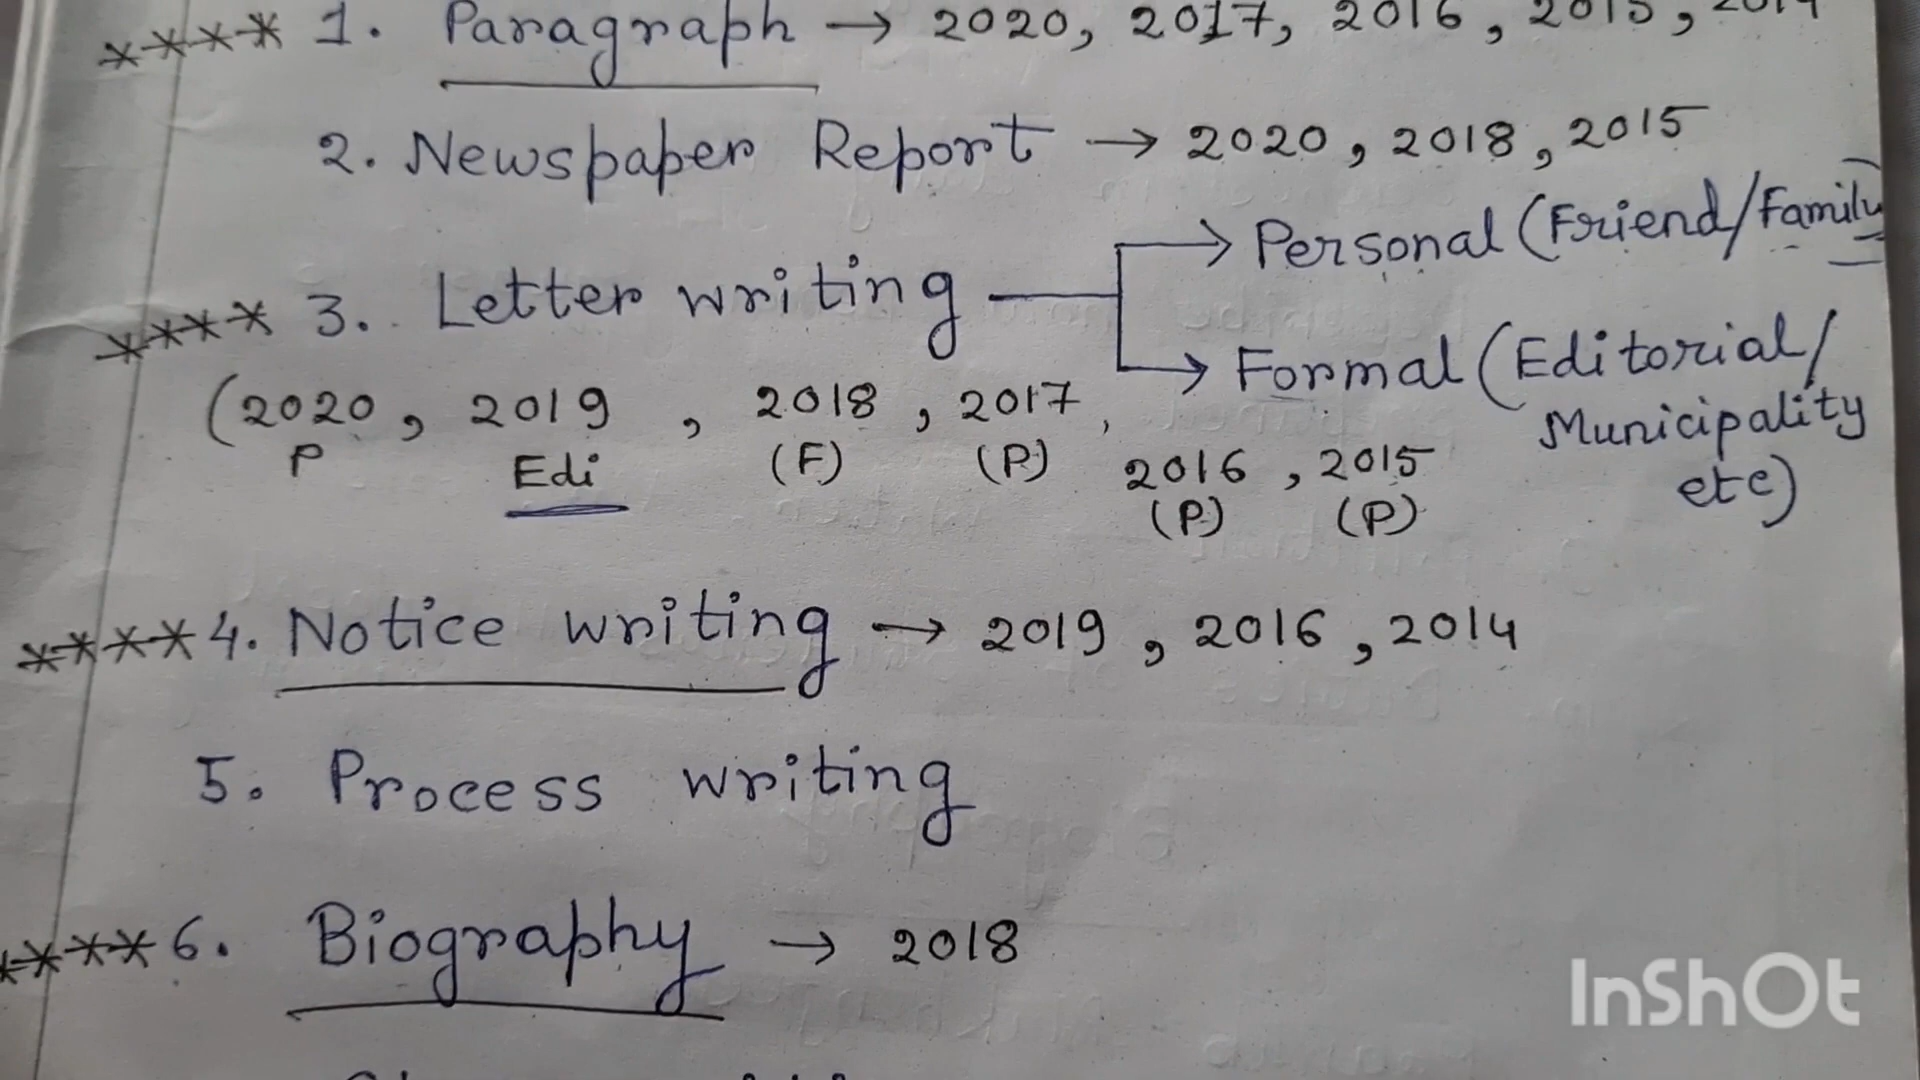 **** 1. Paragraph → 2020, 2017, 2016, 2015, 2014
2. Newspaper Report → 2020, 2018, 2015
→ Personal (Friend/Family)
**** 3. Letter writing
→ Formal (Editorial/
Municipality
etc)
(2020, 2019, 2018, 2017,
P Edi (F) (P)
2016, 2015
(P) (P)
**** 4. Notice writing → 2019, 2016, 2014
5. Process writing
**** 6. Biography → 2018
InShOt